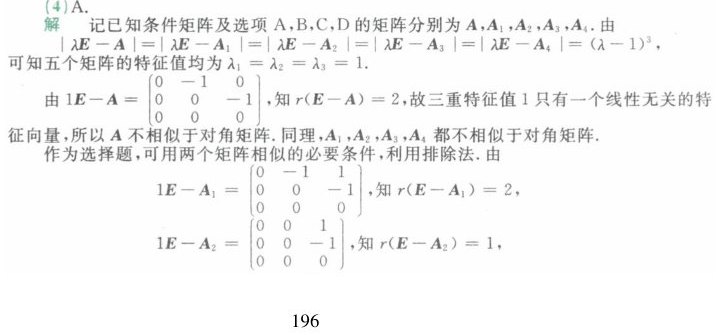 (4) A.
解 记已知条件矩阵及选项 A,B,C,D 的矩阵分别为 A,A₁,A₂,A₃,A₄. 由
| λE − A | = | λE − A₁ | = | λE − A₂ | = | λE − A₃ | = | λE − A₄ | = (λ − 1)³,
可知五个矩阵的特征值均为 λ₁ = λ₂ = λ₃ = 1.
0 −1 0
由 1E − A = 0 0 −1 ,知 r(E − A) = 2,故三重特征值 1 只有一个线性无关的特
0 0 0
征向量,所以 A 不相似于对角矩阵. 同理,A₁,A₂,A₃,A₄ 都不相似于对角矩阵.
作为选择题,可用两个矩阵相似的必要条件,利用排除法. 由
0 −1 1
1E − A₁ = 0 0 −1 ,知 r(E − A₁) = 2,
0 0 0
0 0 1
1E − A₂ = 0 0 −1 ,知 r(E − A₂) = 1,
0 0 0
196